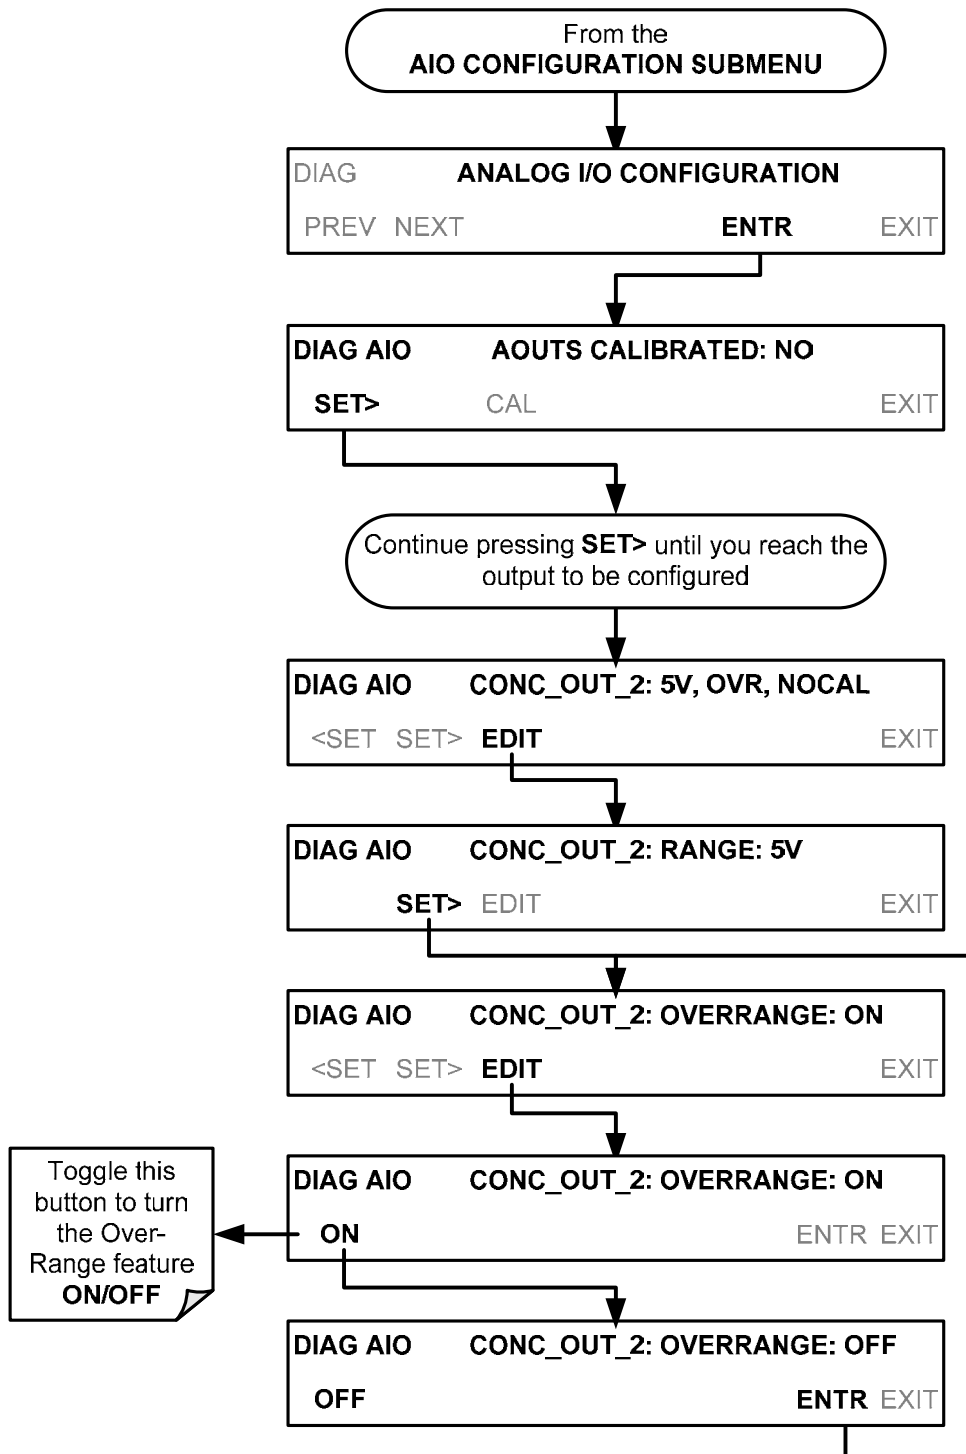 From the
AIO CONFIGURATION SUBMENU
DIAG ANALOG I/O CONFIGURATION
PREV NEXT ENTR EXIT
DIAG AIO AOUTS CALIBRATED: NO
SET> CAL EXIT
Continue pressing SET> until you reach the
output to be configured
DIAG AIO CONC_OUT_2: 5V, OVR, NOCAL
<SET SET> EDIT EXIT
DIAG AIO CONC_OUT_2: RANGE: 5V
SET> EDIT EXIT
DIAG AIO CONC_OUT_2: OVERRANGE: ON
<SET SET> EDIT EXIT
Toggle this
button to turn
the Over-
Range feature
ON/OFF
DIAG AIO CONC_OUT_2: OVERRANGE: ON
ON ENTR EXIT
DIAG AIO CONC_OUT_2: OVERRANGE: OFF
OFF ENTR EXIT